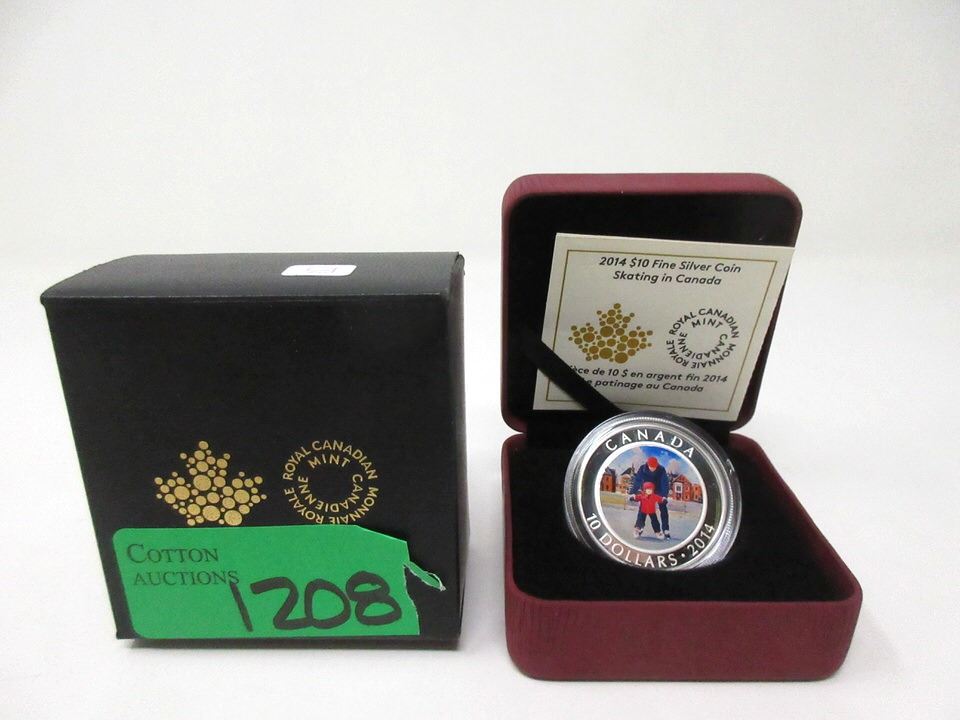 ROYAL CANADIAN MINT
MONNAIE ROYALE CANADIENNE
COTTON
AUCTIONS
1208
2014 $10 Fine Silver Coin
Skating in Canada
ROYAL CANADIAN MINT
MONNAIE ROYALE CANADIENNE
de 10 $ en argent fin 2014
patinage au Canada
CANADA
10 DOLLARS • 2014